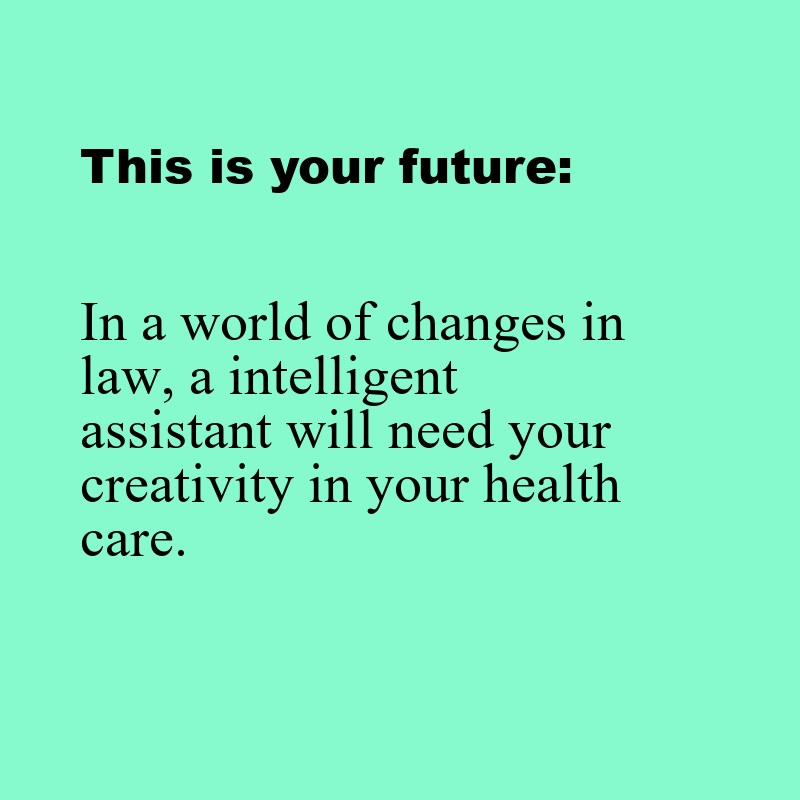 This is your future:
In a world of changes in
law, a intelligent
assistant will need your
creativity in your health
care.